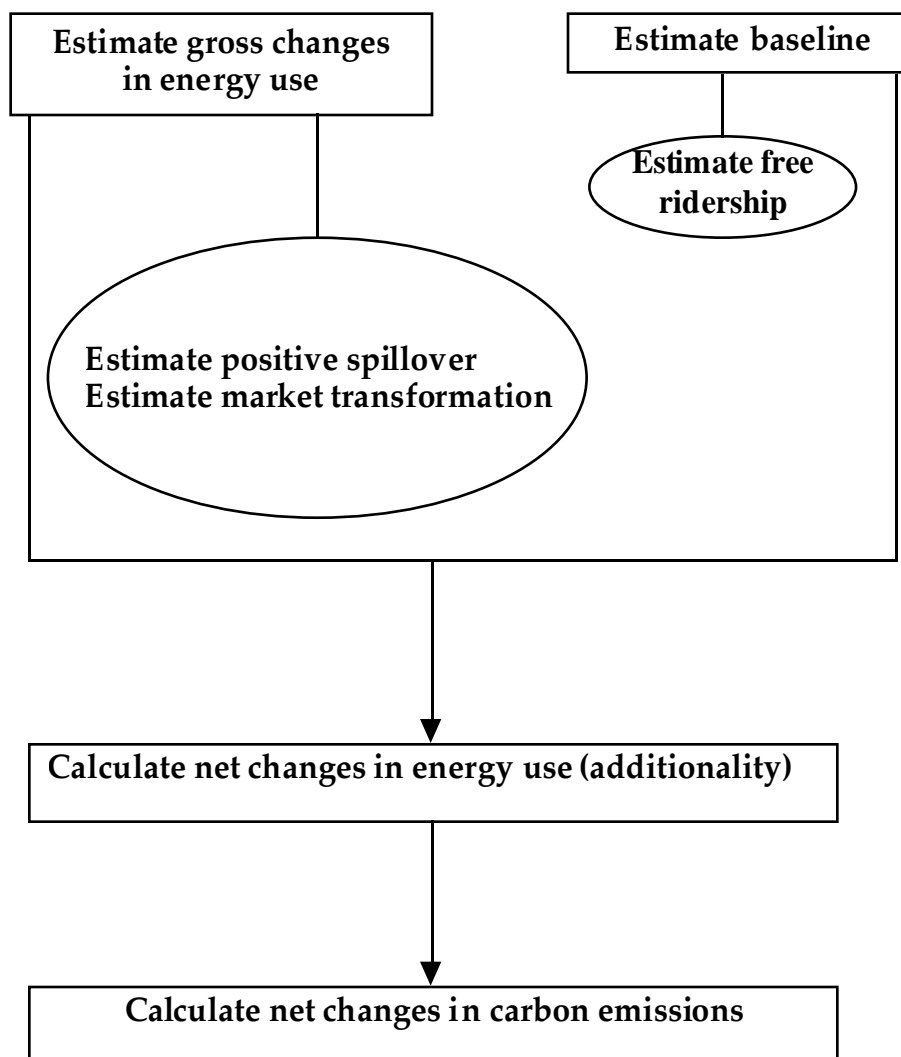 Estimate gross changes
in energy use
Estimate baseline
Estimate free
ridership
Estimate positive spillover
Estimate market transformation
Calculate net changes in energy use (additionality)
Calculate net changes in carbon emissions